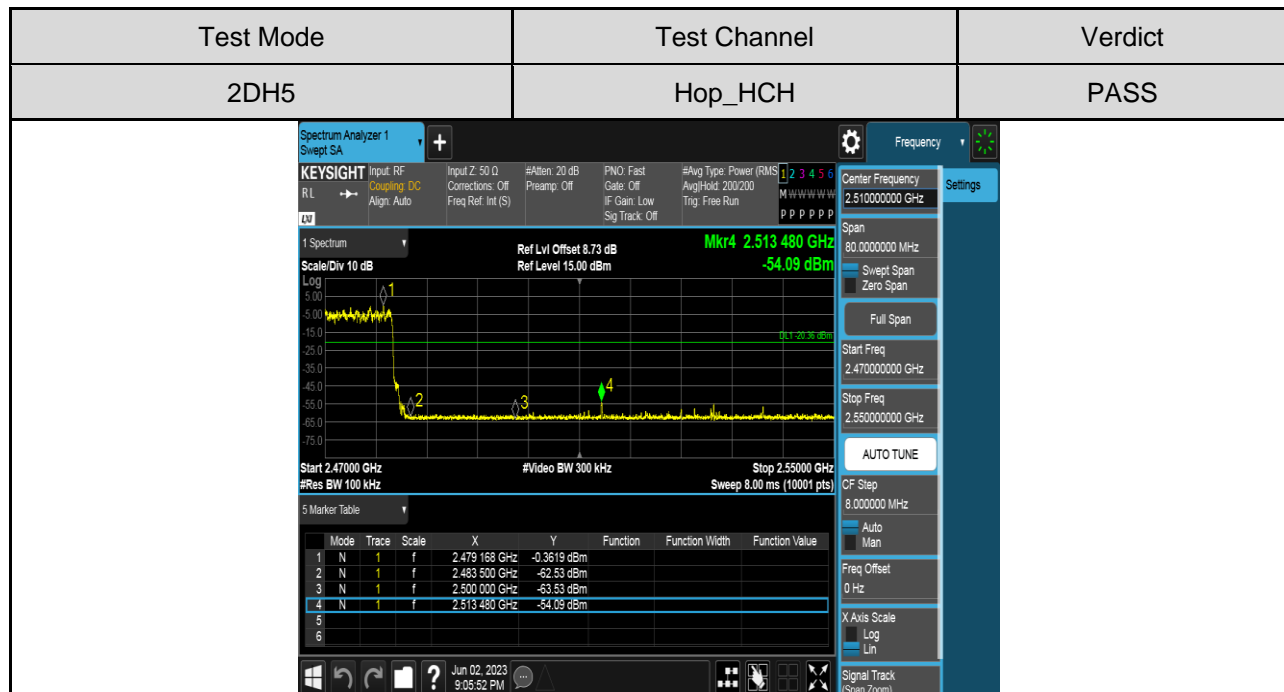 Test Mode Test Channel Verdict
2DH5 Hop_HCH PASS
Spectrum Analyzer 1
Swept SA
+
Frequency
KEYSIGHT
RL
LXI
Input: RF
Coupling: DC
Align: Auto
Input Z: 50 Ω
Corrections: Off
Freq Ref: Int (S)
#Atten: 20 dB
Preamp: Off
PNO: Fast
Gate: Off
IF Gain: Low
Sig Track: Off
#Avg Type: Power (RMS
Avg|Hold: 200/200
Trig: Free Run
1 2 3 4 5 6
M W W W W W
P P P P P P
1 Spectrum
Scale/Div 10 dB
Ref Lvl Offset 8.73 dB
Ref Level 15.00 dBm
Mkr4 2.513 480 GHz
-54.09 dBm
Log
5.00
-5.00
-15.0
-25.0
-35.0
-45.0
-55.0
-65.0
-75.0
1
2
3
4
DL1 -20.36 dBm
Start 2.47000 GHz #Video BW 300 kHz Stop 2.55000 GHz
#Res BW 100 kHz Sweep 8.00 ms (10001 pts)
5 Marker Table
Mode Trace Scale X Y Function Function Width Function Value
1 N 1 f 2.479 168 GHz -0.3619 dBm
2 N 1 f 2.483 500 GHz -62.53 dBm
3 N 1 f 2.500 000 GHz -63.53 dBm
4 N 1 f 2.513 480 GHz -54.09 dBm
5
6
?
Jun 02, 2023
9:05:52 PM
Center Frequency
2.510000000 GHz
Settings
Span
80.0000000 MHz
Swept Span
Zero Span
Full Span
Start Freq
2.470000000 GHz
Stop Freq
2.550000000 GHz
AUTO TUNE
CF Step
8.000000 MHz
Auto
Man
Freq Offset
0 Hz
X Axis Scale
Log
Lin
Signal Track
(Span Zoom)